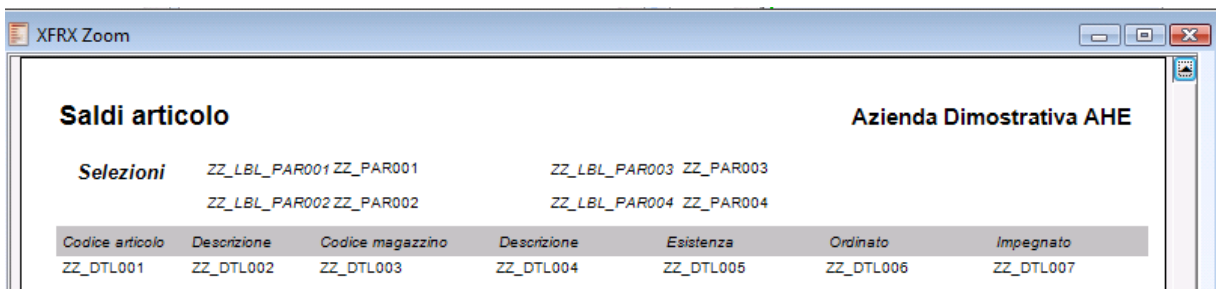 XFRX Zoom
Saldi articolo Azienda Dimostrativa AHE
Selezioni ZZ_LBL_PAR001 ZZ_PAR001 ZZ_LBL_PAR003 ZZ_PAR003
ZZ_LBL_PAR002 ZZ_PAR002 ZZ_LBL_PAR004 ZZ_PAR004
Codice articolo Descrizione Codice magazzino Descrizione Esistenza Ordinato Impegnato
ZZ_DTL001 ZZ_DTL002 ZZ_DTL003 ZZ_DTL004 ZZ_DTL005 ZZ_DTL006 ZZ_DTL007